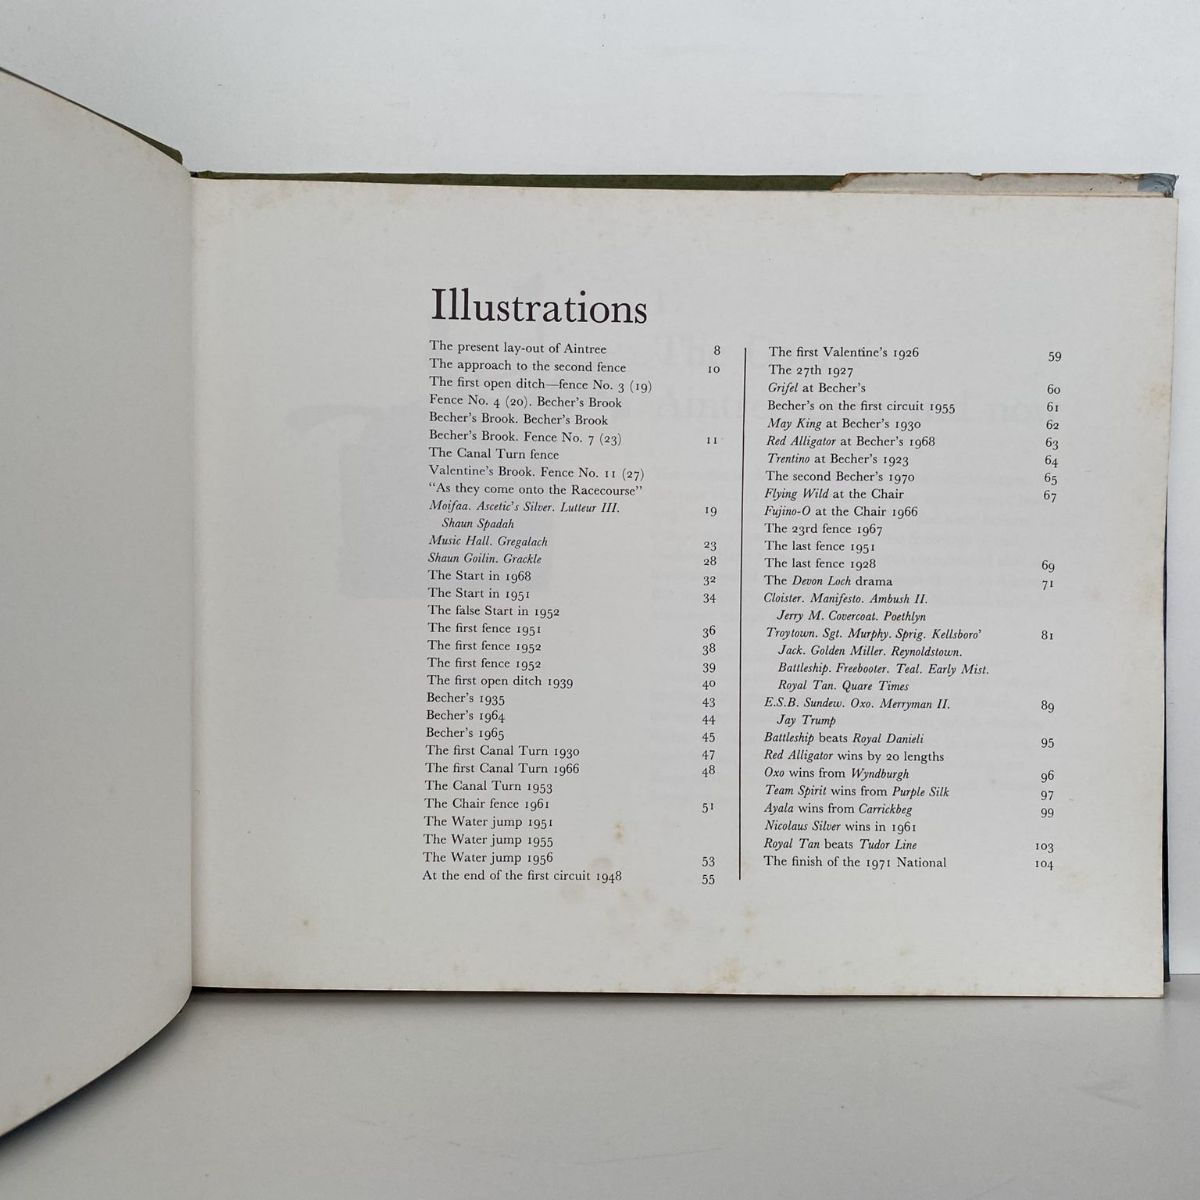 Illustrations
The present lay-out of Aintree 8
The approach to the second fence 10
The first open ditch—fence No. 3 (19)
Fence No. 4 (20). Becher's Brook
Becher's Brook. Becher's Brook
Becher's Brook. Fence No. 7 (23) 11
The Canal Turn fence
Valentine's Brook. Fence No. 11 (27)
"As they come onto the Racecourse"
Moifaa. Ascetic's Silver. Lutteur III. 19
Shaun Spadah
Music Hall. Gregalach 23
Shaun Goilin. Grackle 28
The Start in 1968 32
The Start in 1951 34
The false Start in 1952
The first fence 1951 36
The first fence 1952 38
The first fence 1952 39
The first open ditch 1939 40
Becher's 1935 43
Becher's 1964 44
Becher's 1965 45
The first Canal Turn 1930 47
The first Canal Turn 1966 48
The Canal Turn 1953
The Chair fence 1961 51
The Water jump 1951
The Water jump 1955
The Water jump 1956 53
At the end of the first circuit 1948 55
The first Valentine's 1926 59
The 27th 1927
Grifel at Becher's 60
Becher's on the first circuit 1955 61
May King at Becher's 1930 62
Red Alligator at Becher's 1968 63
Trentino at Becher's 1923 64
The second Becher's 1970 65
Flying Wild at the Chair 67
Fujino-O at the Chair 1966
The 23rd fence 1967
The last fence 1951
The last fence 1928 69
The Devon Loch drama 71
Cloister. Manifesto. Ambush II.
Jerry M. Covercoat. Poethlyn
Troytown. Sgt. Murphy. Sprig. Kellsboro' 81
Jack. Golden Miller. Reynoldstown.
Battleship. Freebooter. Teal. Early Mist.
Royal Tan. Quare Times
E.S.B. Sundew. Oxo. Merryman II. 89
Jay Trump
Battleship beats Royal Danieli 95
Red Alligator wins by 20 lengths
Oxo wins from Wyndburgh 96
Team Spirit wins from Purple Silk 97
Ayala wins from Carrickbeg 99
Nicolaus Silver wins in 1961
Royal Tan beats Tudor Line 103
The finish of the 1971 National 104